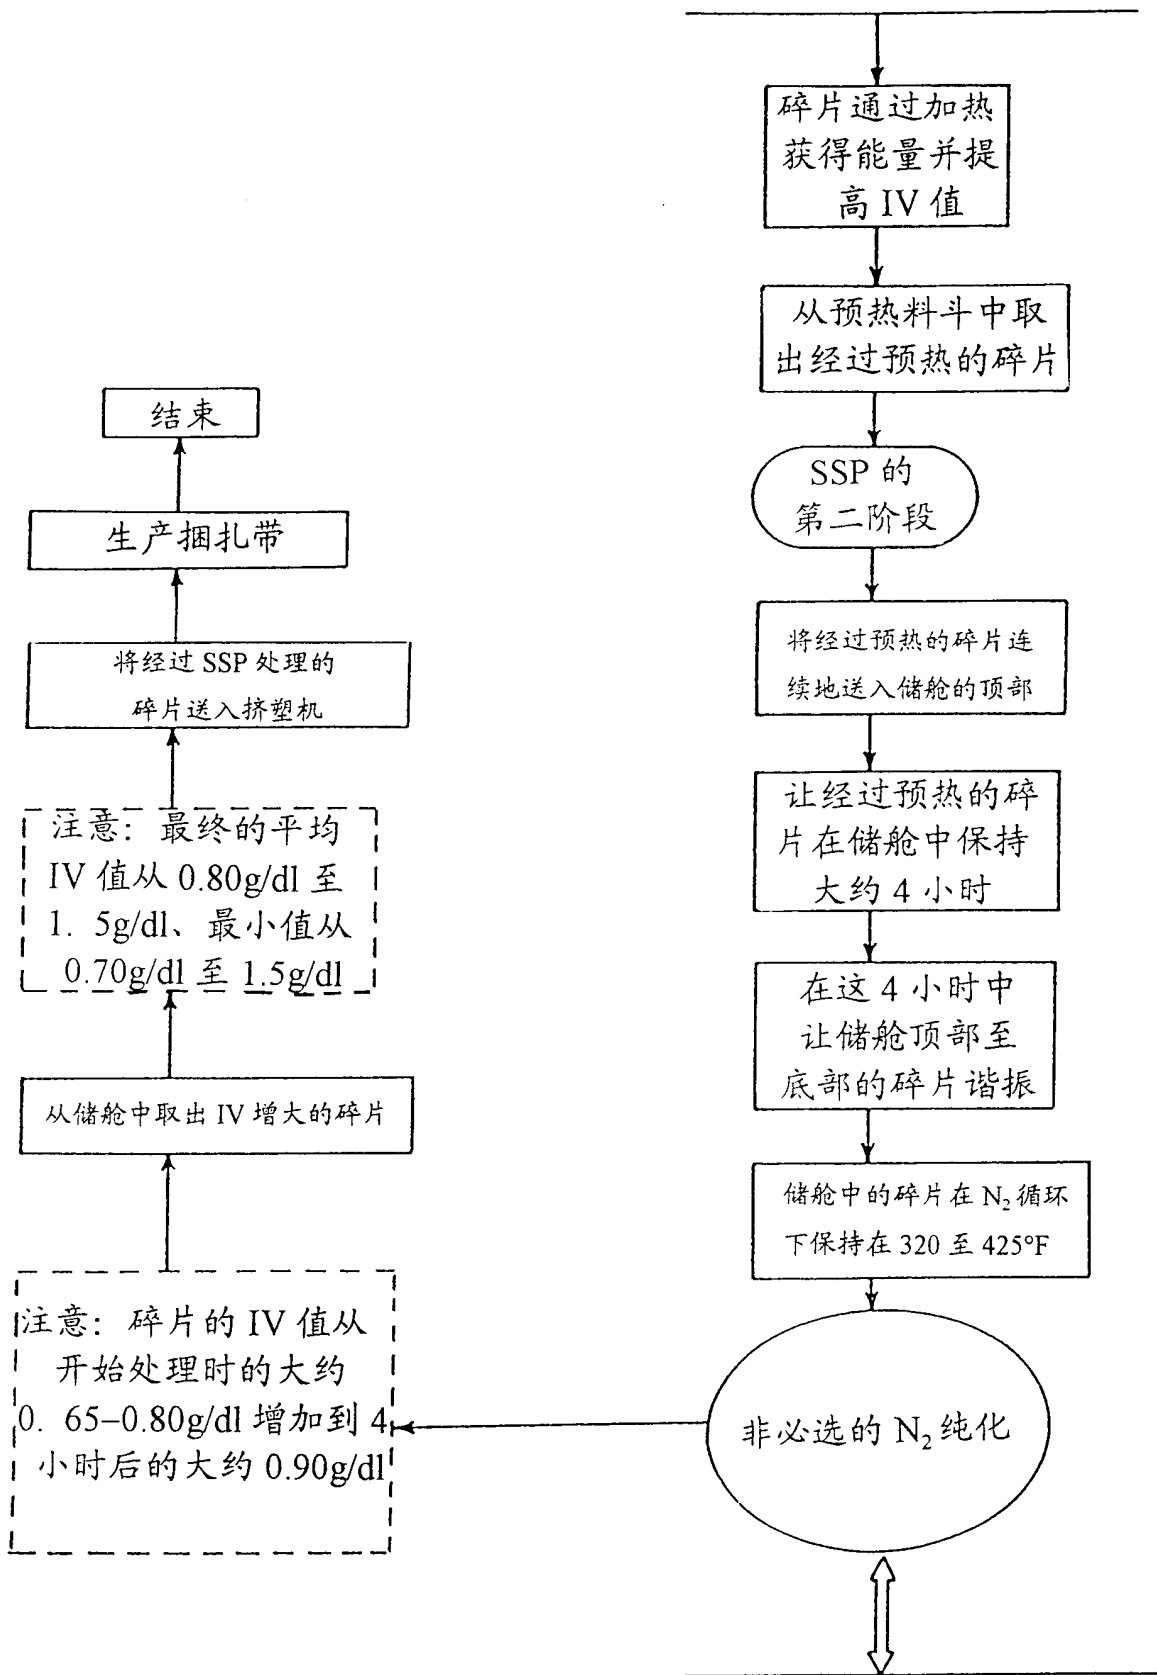 碎片通过加热
获得能量并提
高 IV 值
从预热料斗中取
出经过预热的碎片
SSP 的
第二阶段
将经过预热的碎片连
续地送入储舱的顶部
让经过预热的碎
片在储舱中保持
大约 4 小时
在这 4 小时中
让储舱顶部至
底部的碎片谐振
储舱中的碎片在 N₂ 循环
下保持在 320 至 425°F
非必选的 N₂ 纯化
注意：碎片的 IV 值从
开始处理时的大约
0. 65–0.80g/dl 增加到 4
小时后的大约 0.90g/dl
从储舱中取出 IV 增大的碎片
注意：最终的平均
IV 值从 0.80g/dl 至
1. 5g/dl、最小值从
0.70g/dl 至 1.5g/dl
将经过 SSP 处理的
碎片送入挤塑机
生产捆扎带
结束